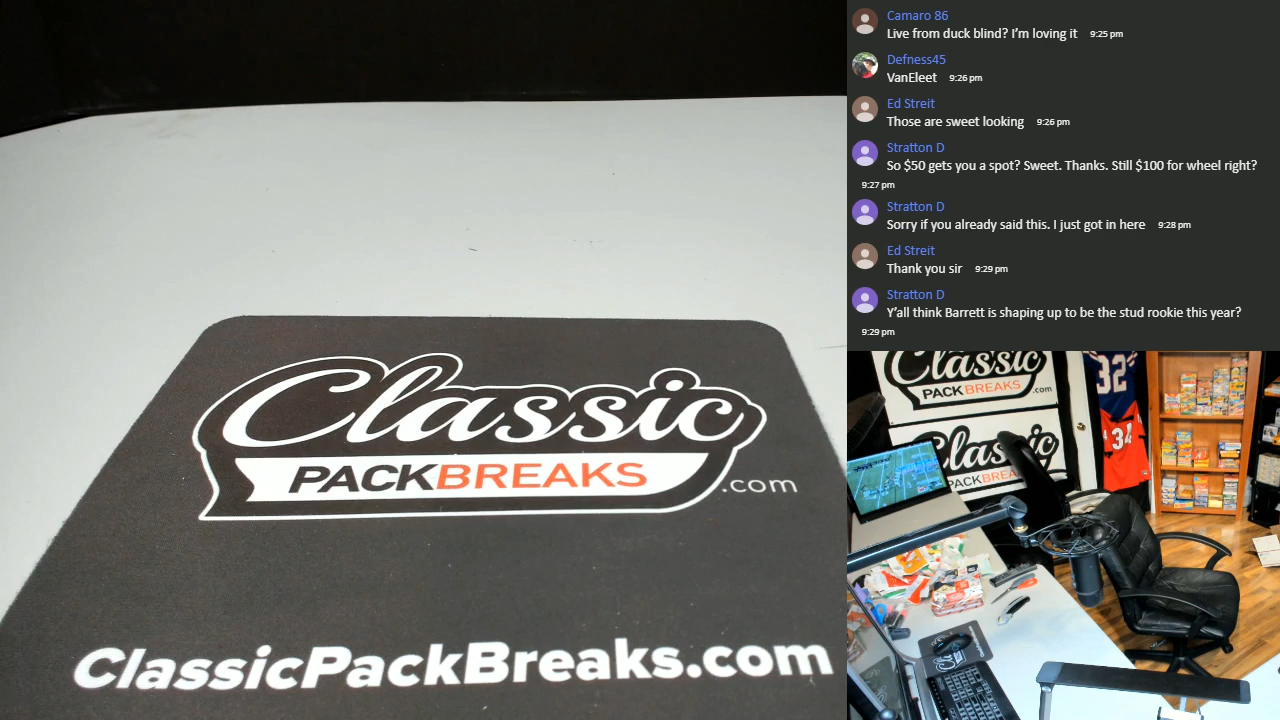 Camaro 86
Live from duck blind? I'm loving it 9:25 pm
Defness45
VanEleet 9:26 pm
Ed Streit
Those are sweet looking 9:26 pm
Stratton D
So $50 gets you a spot? Sweet. Thanks. Still $100 for wheel right?
9:27 pm
Stratton D
Sorry if you already said this. I just got in here 9:28 pm
Ed Streit
Thank you sir 9:29 pm
Stratton D
Y'all think Barrett is shaping up to be the stud rookie this year?
9:29 pm
Classic
PACKBREAKS
.com
ClassicPackBreaks.com
Classic
PACKBREAKS.com
Classic
PACKBREAKS
32
34